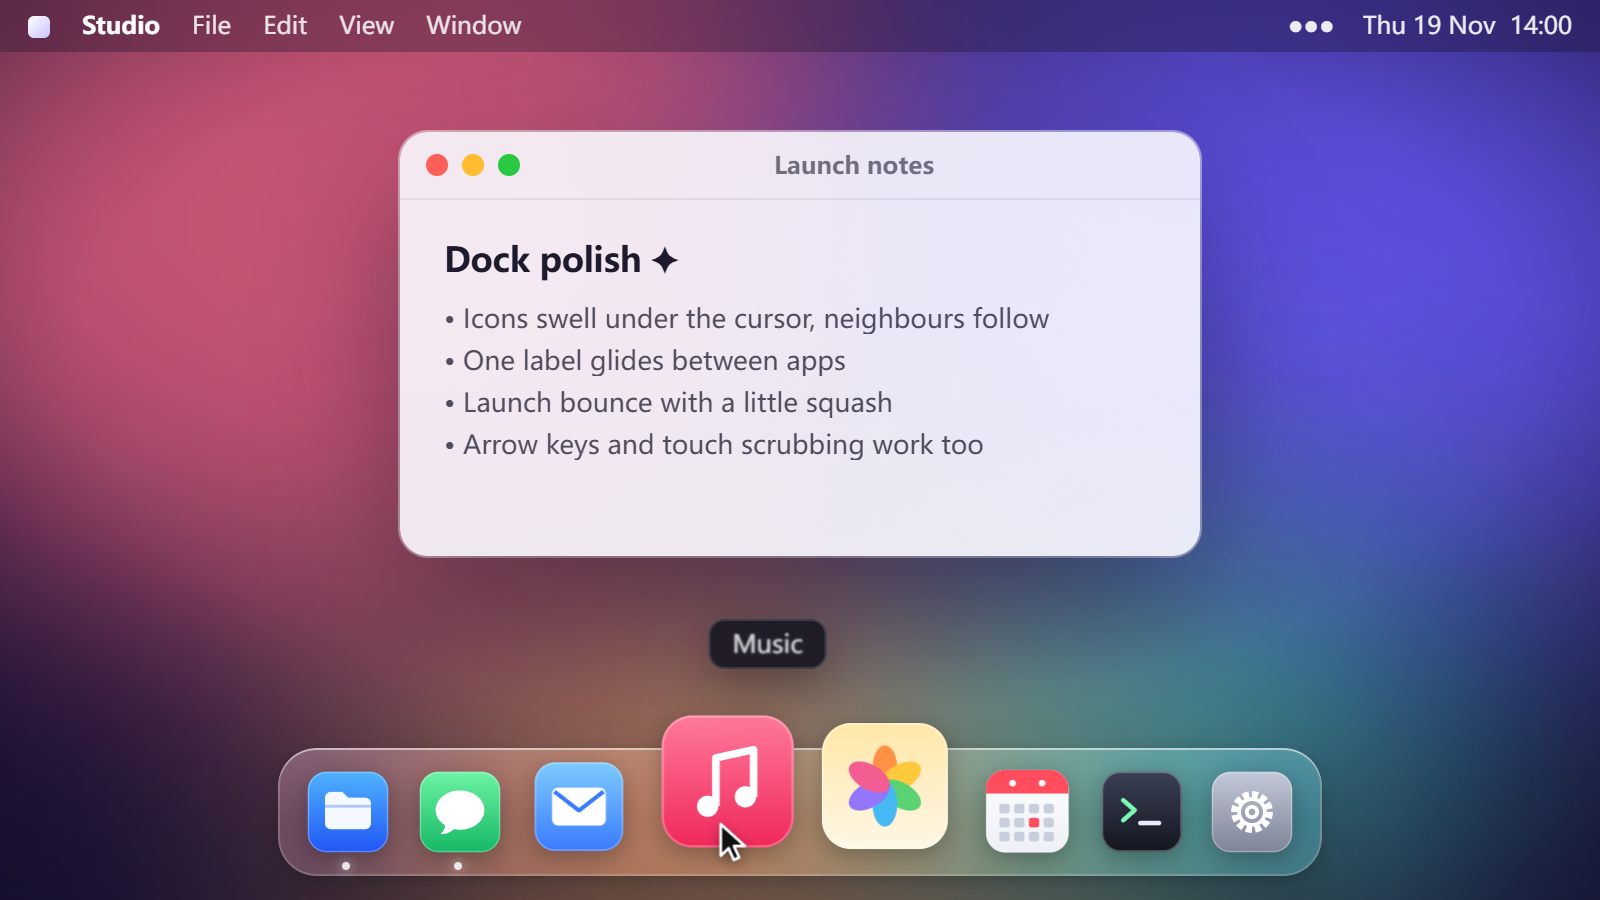 Studio File Edit View Window Thu 19 Nov 14:00
Launch notes
Dock polish ✦
• Icons swell under the cursor, neighbours follow
• One label glides between apps
• Launch bounce with a little squash
• Arrow keys and touch scrubbing work too
Music